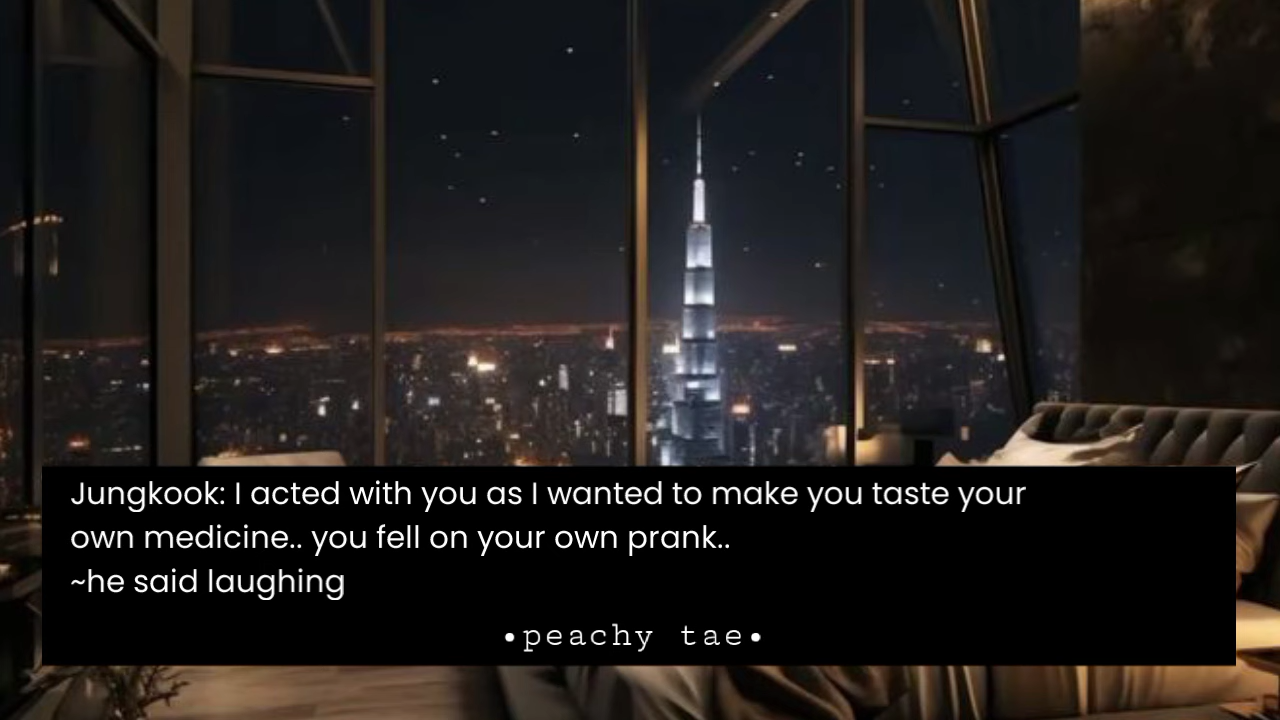 Jungkook: I acted with you as I wanted to make you taste your
own medicine.. you fell on your own prank..
~he said laughing
•peachy tae•